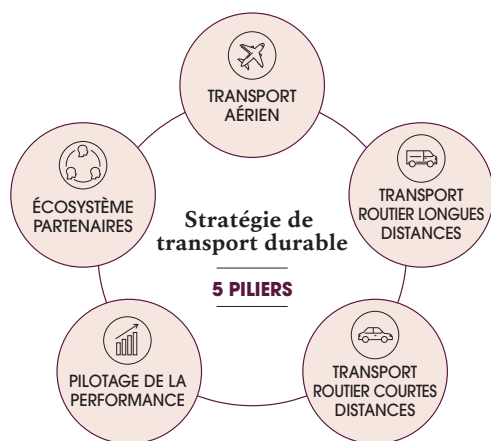 TRANSPORT
AÉRIEN
ÉCOSYSTÈME
PARTENAIRES
TRANSPORT
ROUTIER LONGUES
DISTANCES
Stratégie de
transport durable
5 PILIERS
PILOTAGE DE LA
PERFORMANCE
TRANSPORT
ROUTIER COURTES
DISTANCES